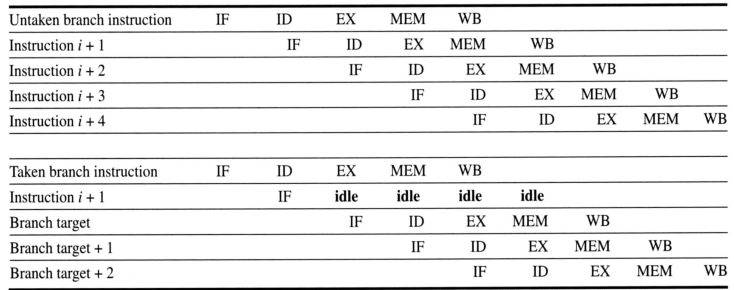 Untaken branch instruction IF ID EX MEM WB
Instruction i + 1 IF ID EX MEM WB
Instruction i + 2 IF ID EX MEM WB
Instruction i + 3 IF ID EX MEM WB
Instruction i + 4 IF ID EX MEM WB
Taken branch instruction IF ID EX MEM WB
Instruction i + 1 IF idle idle idle idle
Branch target IF ID EX MEM WB
Branch target + 1 IF ID EX MEM WB
Branch target + 2 IF ID EX MEM WB